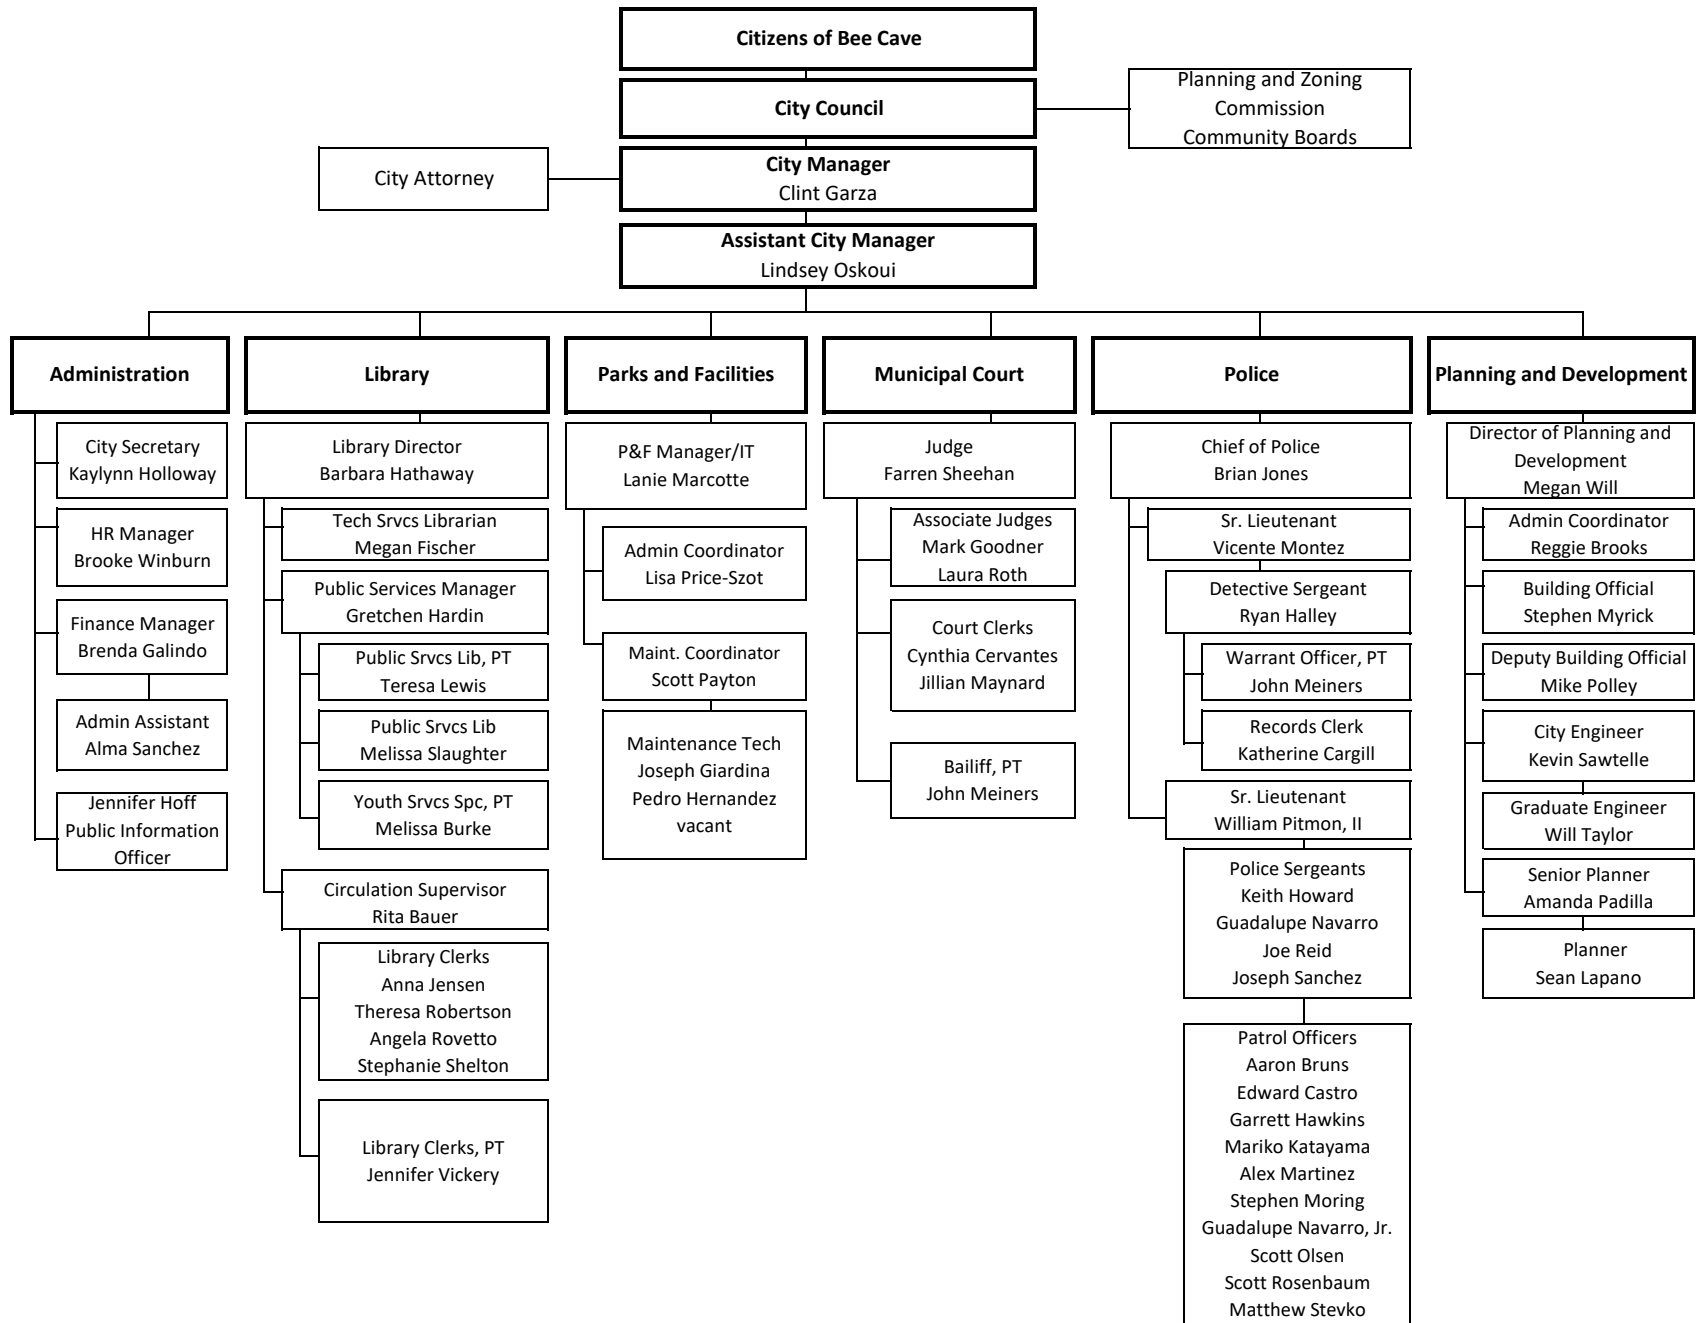 Citizens of Bee Cave
City Council
Planning and Zoning
Commission
Community Boards
City Manager
Clint Garza
City Attorney
Assistant City Manager
Lindsey Oskoui
Administration
City Secretary
Kaylynn Holloway
HR Manager
Brooke Winburn
Finance Manager
Brenda Galindo
Admin Assistant
Alma Sanchez
Jennifer Hoff
Public Information
Officer
Library
Library Director
Barbara Hathaway
Tech Srvcs Librarian
Megan Fischer
Public Services Manager
Gretchen Hardin
Public Srvcs Lib, PT
Teresa Lewis
Public Srvcs Lib
Melissa Slaughter
Youth Srvcs Spc, PT
Melissa Burke
Circulation Supervisor
Rita Bauer
Library Clerks
Anna Jensen
Theresa Robertson
Angela Rovetto
Stephanie Shelton
Library Clerks, PT
Jennifer Vickery
Parks and Facilities
P&F Manager/IT
Lanie Marcotte
Admin Coordinator
Lisa Price-Szot
Maint. Coordinator
Scott Payton
Maintenance Tech
Joseph Giardina
Pedro Hernandez
vacant
Municipal Court
Judge
Farren Sheehan
Associate Judges
Mark Goodner
Laura Roth
Court Clerks
Cynthia Cervantes
Jillian Maynard
Bailiff, PT
John Meiners
Police
Chief of Police
Brian Jones
Sr. Lieutenant
Vicente Montez
Detective Sergeant
Ryan Halley
Warrant Officer, PT
John Meiners
Records Clerk
Katherine Cargill
Sr. Lieutenant
William Pitmon, II
Police Sergeants
Keith Howard
Guadalupe Navarro
Joe Reid
Joseph Sanchez
Patrol Officers
Aaron Bruns
Edward Castro
Garrett Hawkins
Mariko Katayama
Alex Martinez
Stephen Moring
Guadalupe Navarro, Jr.
Scott Olsen
Scott Rosenbaum
Matthew Stevko
Planning and Development
Director of Planning and
Development
Megan Will
Admin Coordinator
Reggie Brooks
Building Official
Stephen Myrick
Deputy Building Official
Mike Polley
City Engineer
Kevin Sawtelle
Graduate Engineer
Will Taylor
Senior Planner
Amanda Padilla
Planner
Sean Lapano